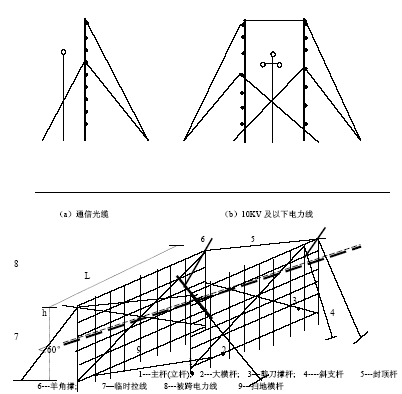 (a) 通信光缆
(b) 10KV 及以下电力线
6
5
8
L
h
3
4
7
60°
9
2
1---主杆(立杆); 2---大横杆; 3---剪刀撑杆; 4----斜支杆 5---封顶杆
6---羊角撑; 7—临时拉线 8---被跨电力线 9---扫地横杆